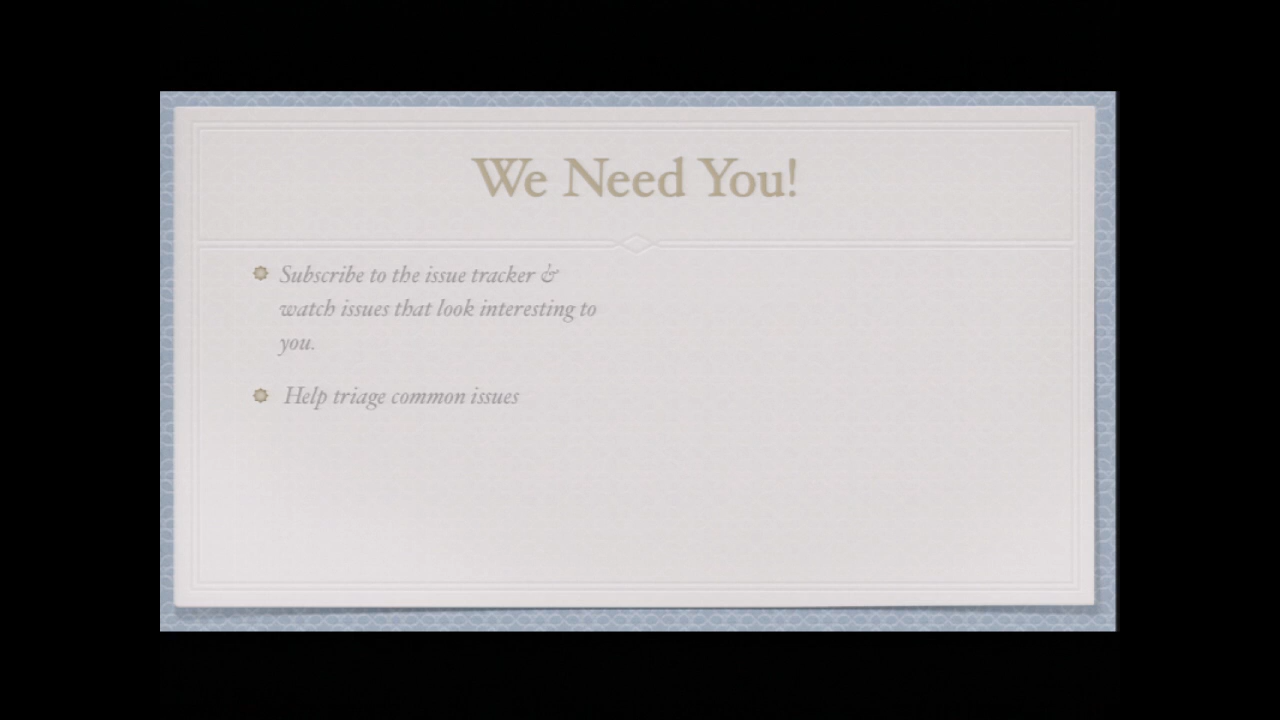 We Need You!
Subscribe to the issue tracker &
watch issues that look interesting to
you.
Help triage common issues